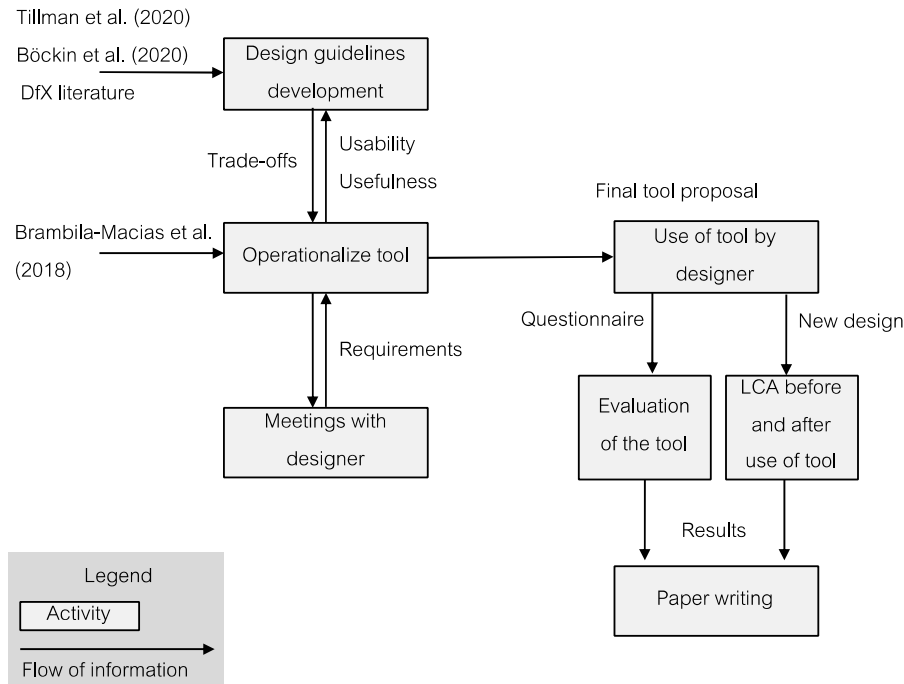 Tillman et al. (2020)
Böckin et al. (2020)
DfX literature
Design guidelines
development
Trade-offs
Usability
Usefulness
Brambila-Macias et al.
(2018)
Operationalize tool
Requirements
Meetings with
designer
Final tool proposal
Use of tool by
designer
Questionnaire
New design
Evaluation
of the tool
LCA before
and after
use of tool
Results
Paper writing
Legend
Activity
Flow of information